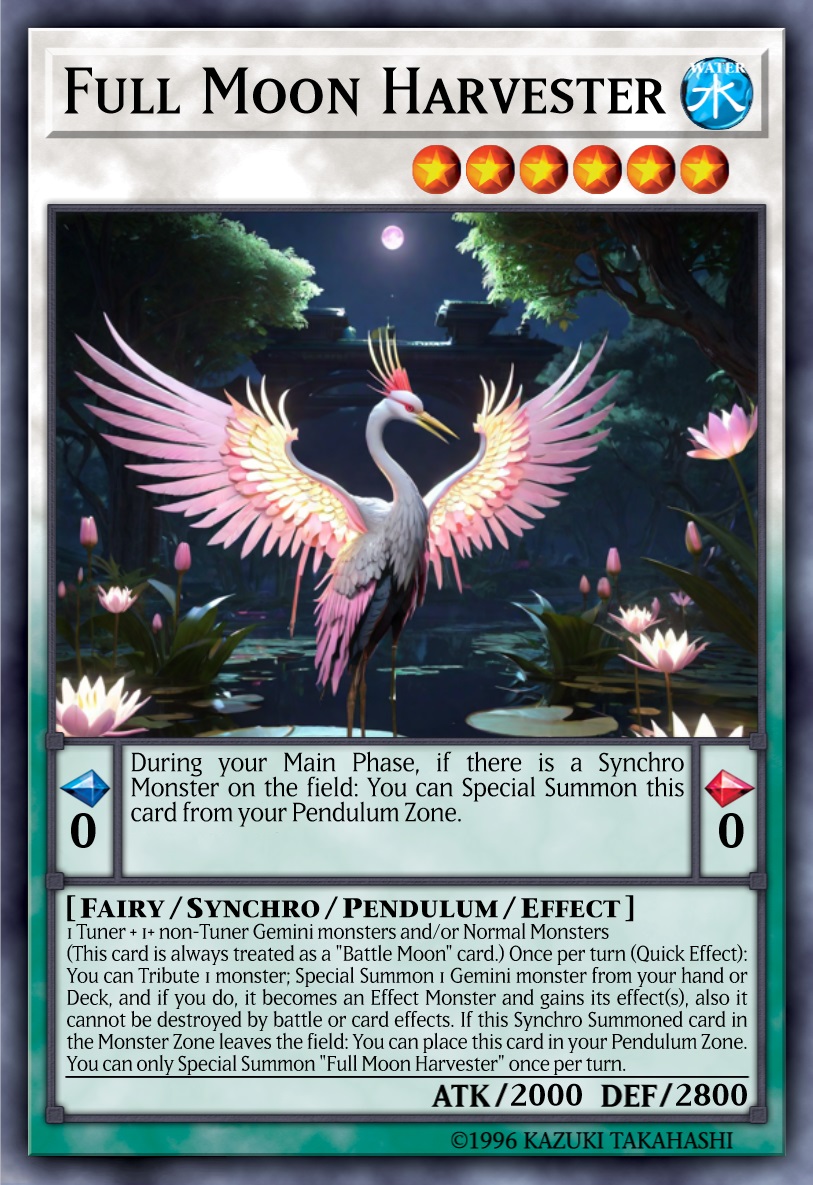 Full Moon Harvester
WATER
水
During your Main Phase, if there is a Synchro
Monster on the field: You can Special Summon this
card from your Pendulum Zone.
0
0
[ Fairy / Synchro / Pendulum / Effect ]
1 Tuner + 1+ non-Tuner Gemini monsters and/or Normal Monsters
(This card is always treated as a "Battle Moon" card.) Once per turn (Quick Effect):
You can Tribute 1 monster; Special Summon 1 Gemini monster from your hand or
Deck, and if you do, it becomes an Effect Monster and gains its effect(s), also it
cannot be destroyed by battle or card effects. If this Synchro Summoned card in
the Monster Zone leaves the field: You can place this card in your Pendulum Zone.
You can only Special Summon "Full Moon Harvester" once per turn.
ATK/2000 DEF/2800
©1996 KAZUKI TAKAHASHI